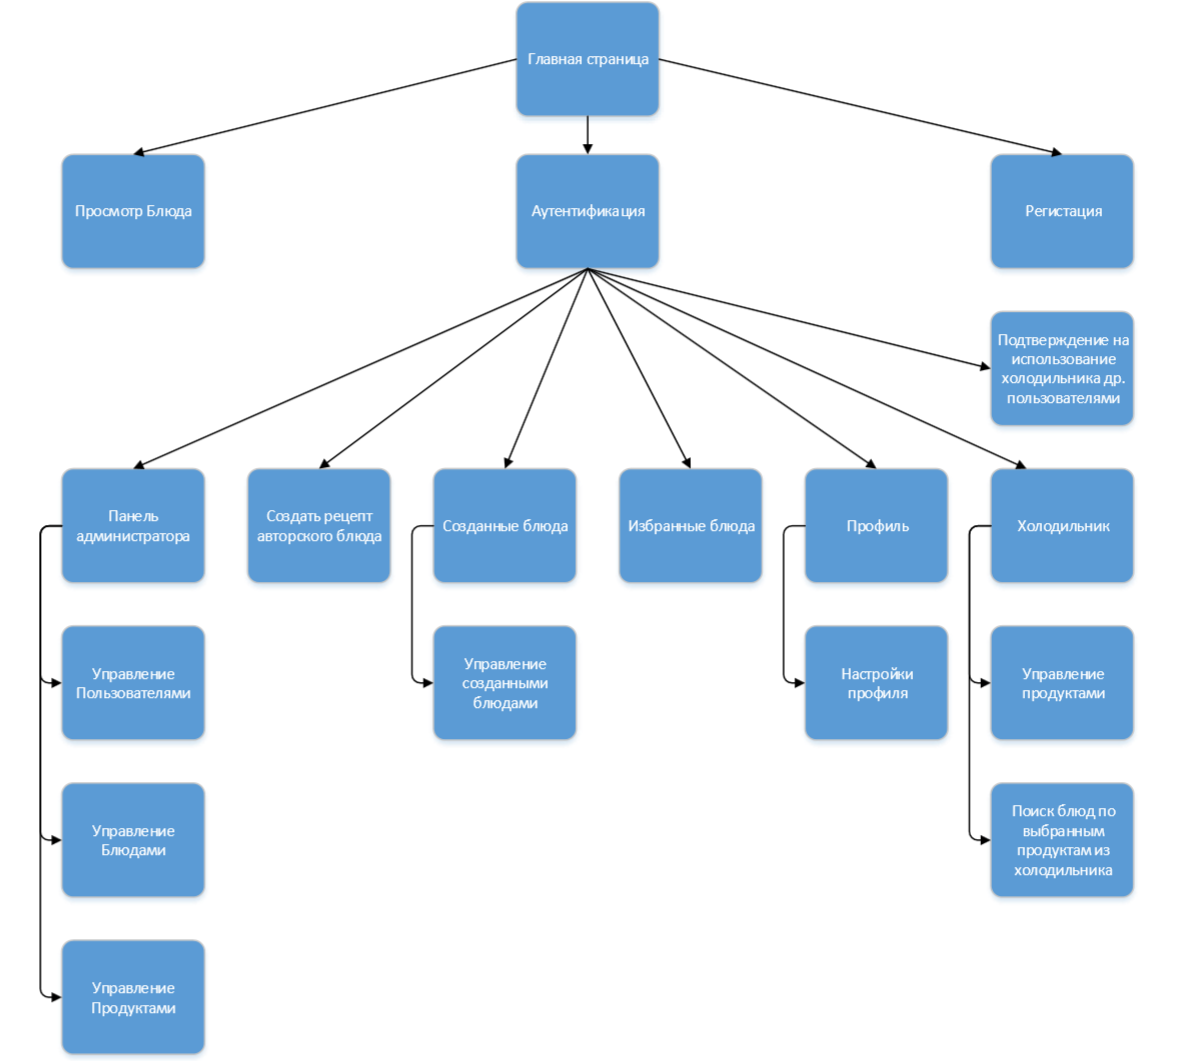 Главная страница
Просмотр Блюда
Аутентификация
Регистация
Подтверждение на
использование
холодильника др.
пользователями
Панель
администратора
Создать рецепт
авторского блюда
Созданные блюда
Избранные блюда
Профиль
Холодильник
Управление
Пользователями
Управление
созданными
блюдами
Настройки
профиля
Управление
продуктами
Управление
Блюдами
Поиск блюд по
выбранным
продуктам из
холодильника
Управление
Продуктами